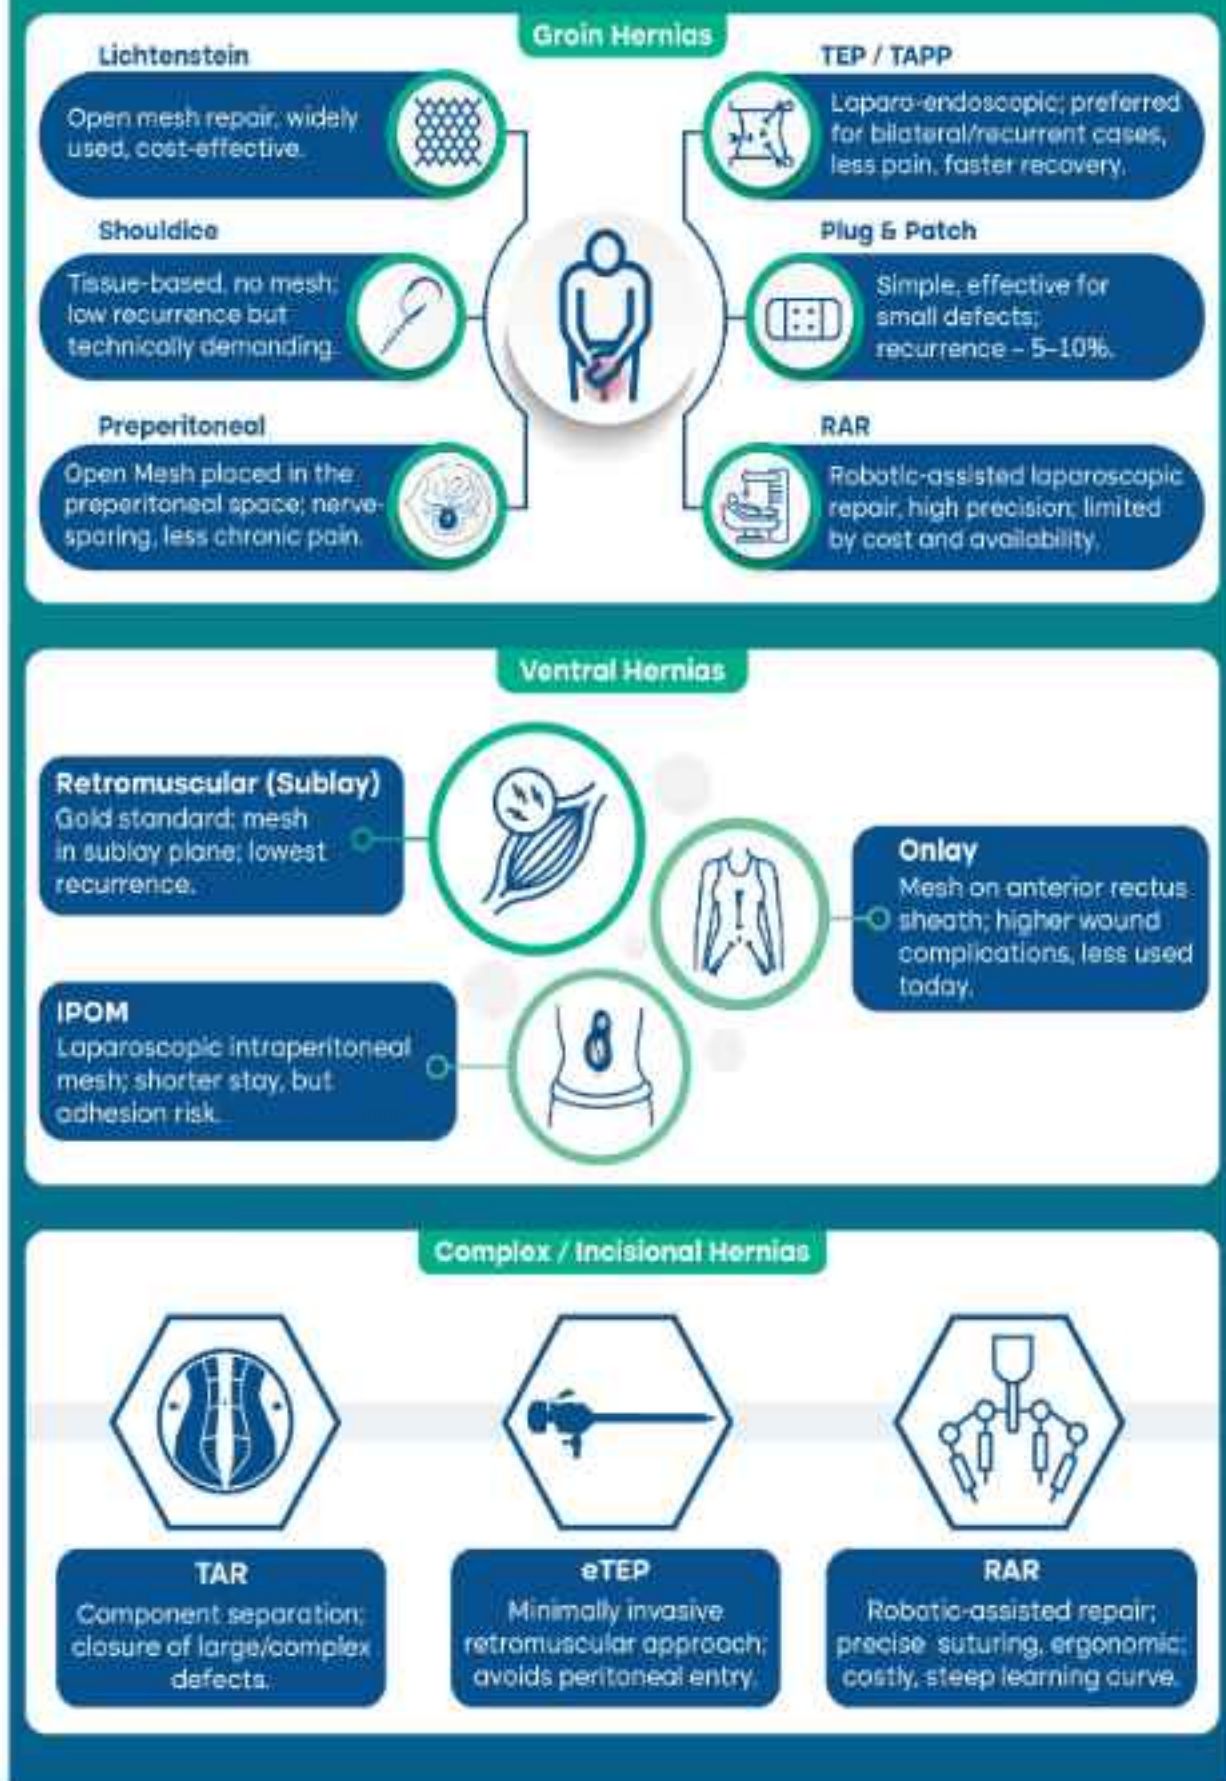 Groin Hernias
Lichtenstein
Open mesh repair, widely
used, cost-effective.
Shouldice
Tissue-based, no mesh;
low recurrence but
technically demanding.
Preperitoneal
Open Mesh placed in the
preperitoneal space; nerve-
sparing, less chronic pain.
TEP / TAPP
Laparo-endoscopic; preferred
for bilateral/recurrent cases,
less pain, faster recovery.
Plug & Patch
Simple, effective for
small defects;
recurrence ~ 5–10%.
RAR
Robotic-assisted laparoscopic
repair, high precision; limited
by cost and availability.
Ventral Hernias
Retromuscular (Sublay)
Gold standard; mesh
in sublay plane; lowest
recurrence.
Onlay
Mesh on anterior rectus
sheath; higher wound
complications, less used
today.
IPOM
Laparoscopic intraperitoneal
mesh; shorter stay, but
adhesion risk.
Complex / Incisional Hernias
TAR
Component separation;
closure of large/complex
defects.
eTEP
Minimally invasive
retromuscular approach;
avoids peritoneal entry.
RAR
Robotic-assisted repair;
precise suturing, ergonomic;
costly, steep learning curve.